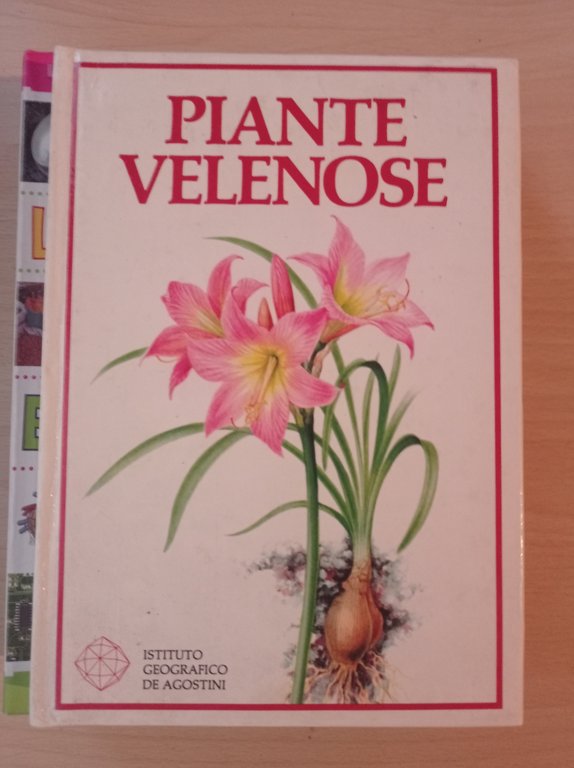 PIANTE
VELENOSE
ISTITUTO
GEOGRAFICO
DE AGOSTINI